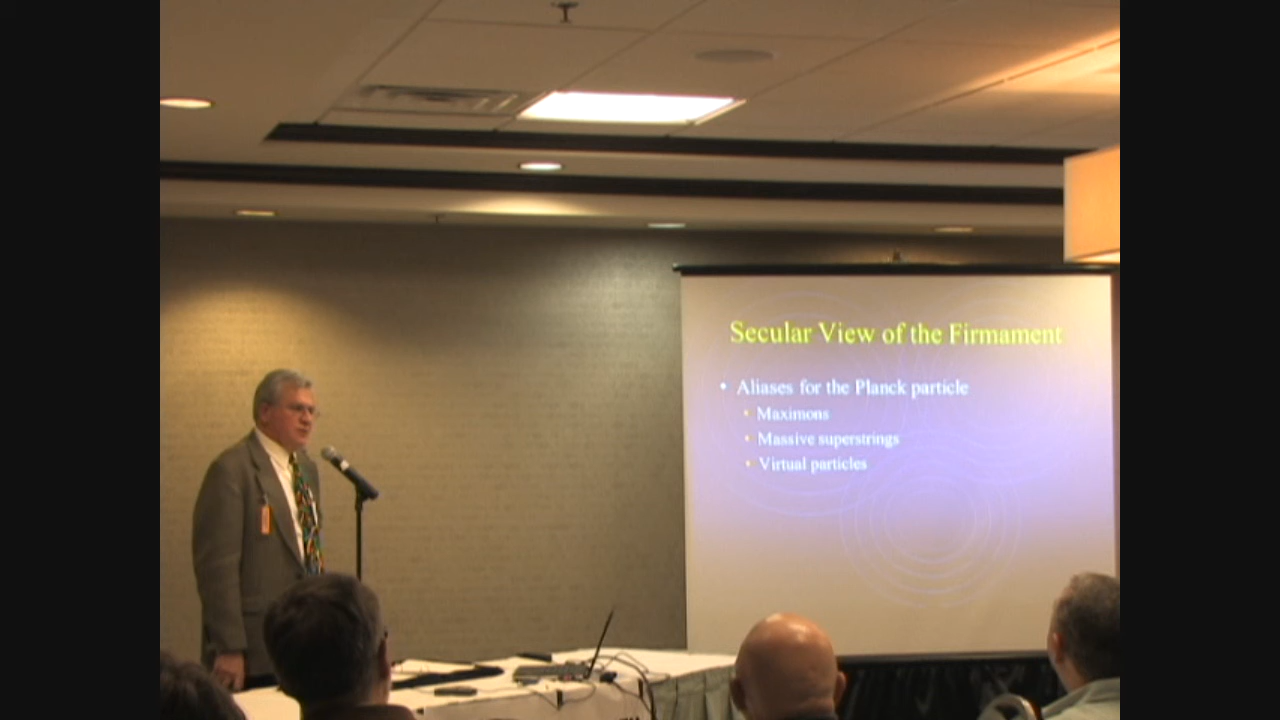 Secular View of the Firmament
• Aliases for the Planck particle
• Maximons
• Massive superstrings
• Virtual particles